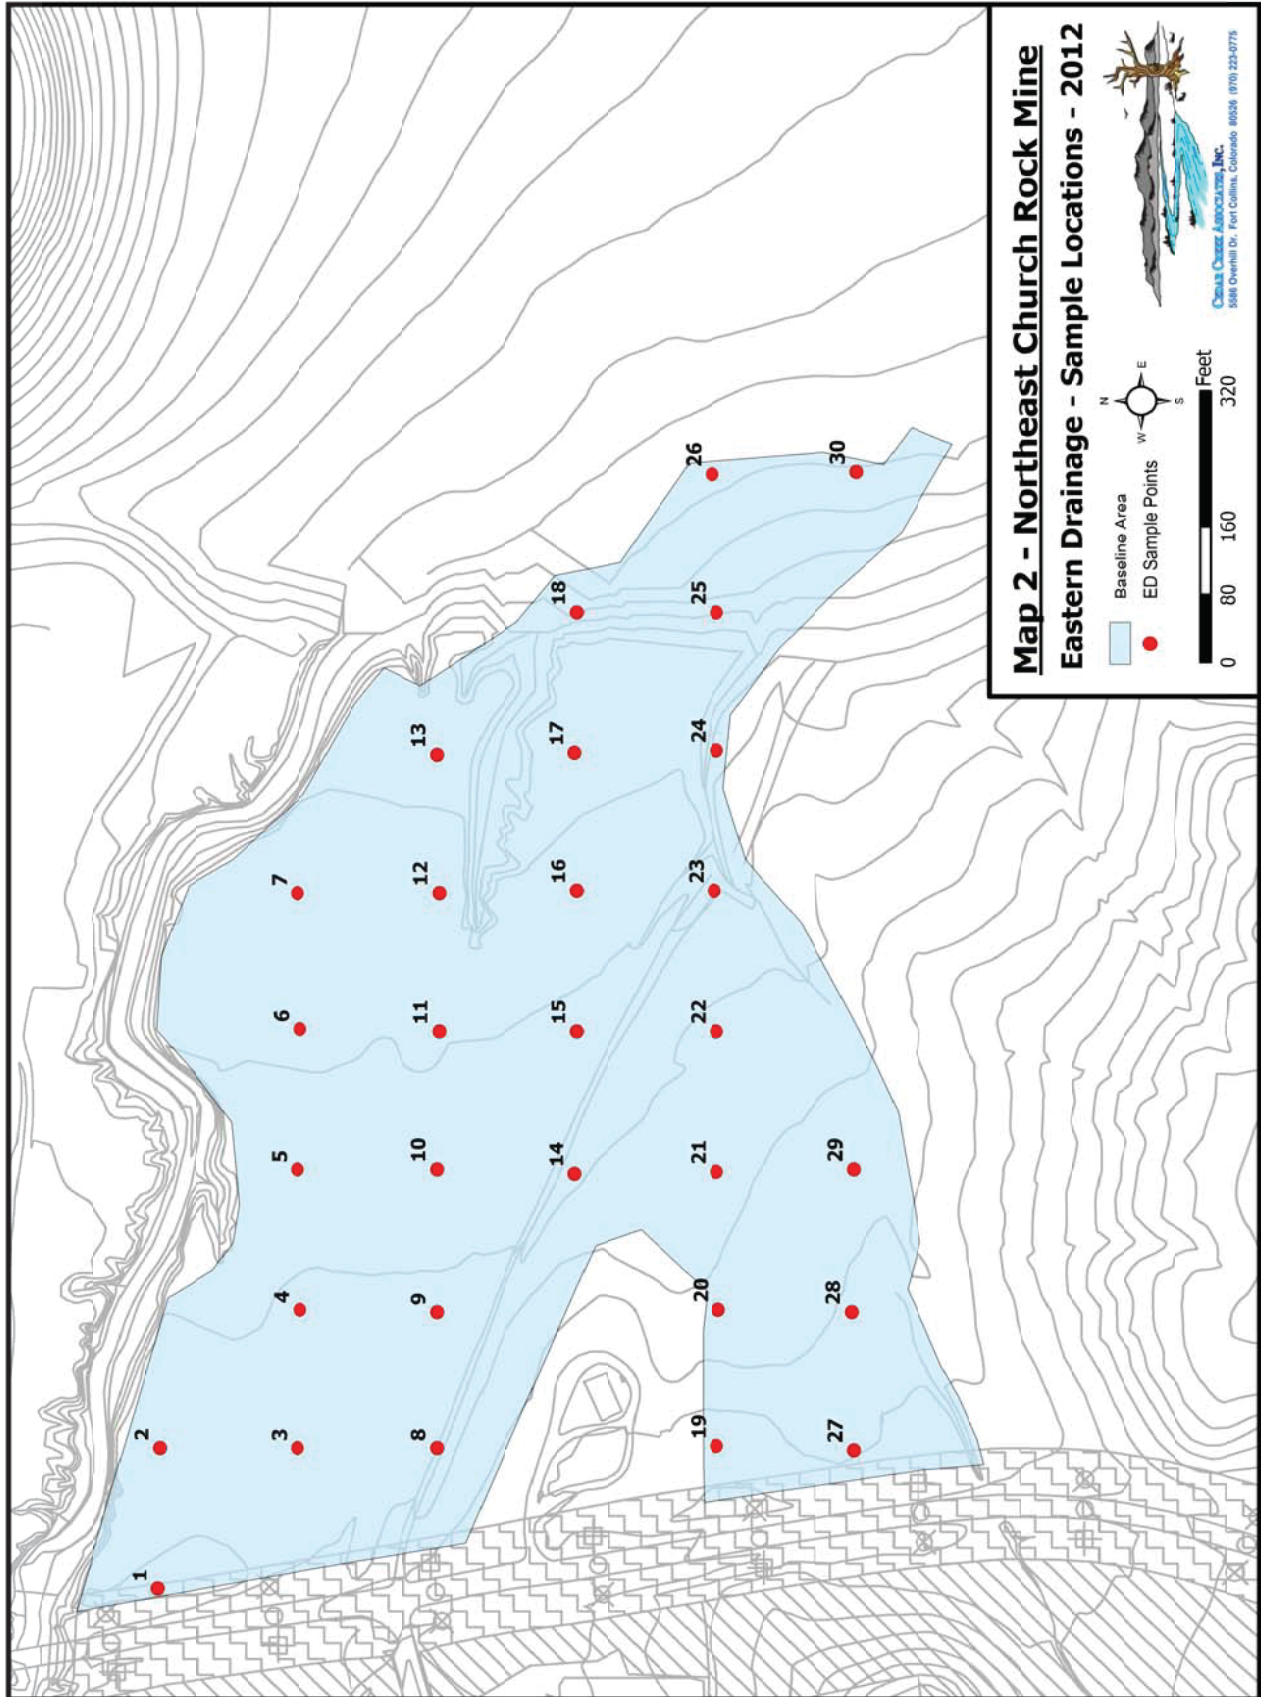 Map 2 - Northeast Church Rock Mine
Eastern Drainage - Sample Locations - 2012
Baseline Area
ED Sample Points
N
W
E
S
0 80 160 320
Feet
CEDAR CREEK ASSOCIATES, INC.
5586 Overhill Dr. Fort Collins, Colorado 80526 (970) 223-0775
1
2
3
4
5
6
7
8
9
10
11
12
13
14
15
16
17
18
19
20
21
22
23
24
25
26
27
28
29
30